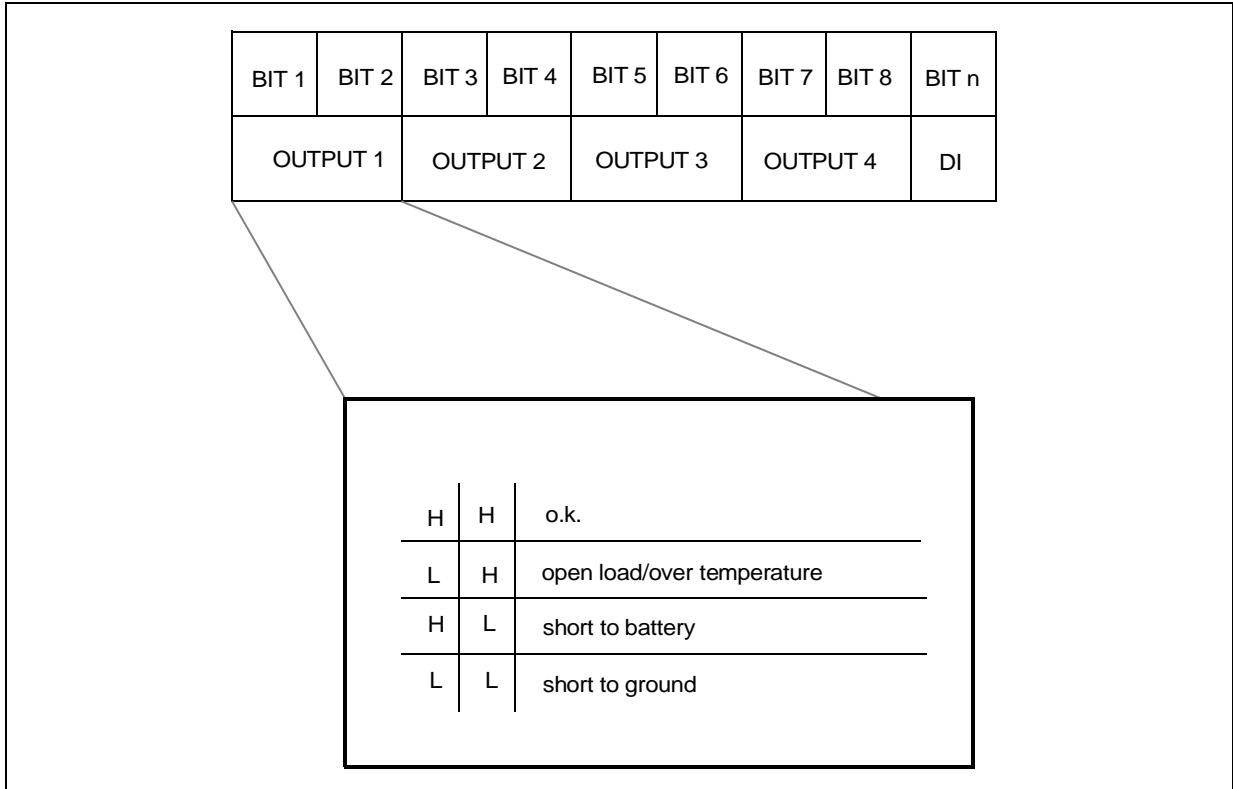 BIT 1 BIT 2 BIT 3 BIT 4 BIT 5 BIT 6 BIT 7 BIT 8 BIT n
OUTPUT 1 OUTPUT 2 OUTPUT 3 OUTPUT 4 DI
H H o.k.
L H open load/over temperature
H L short to battery
L L short to ground